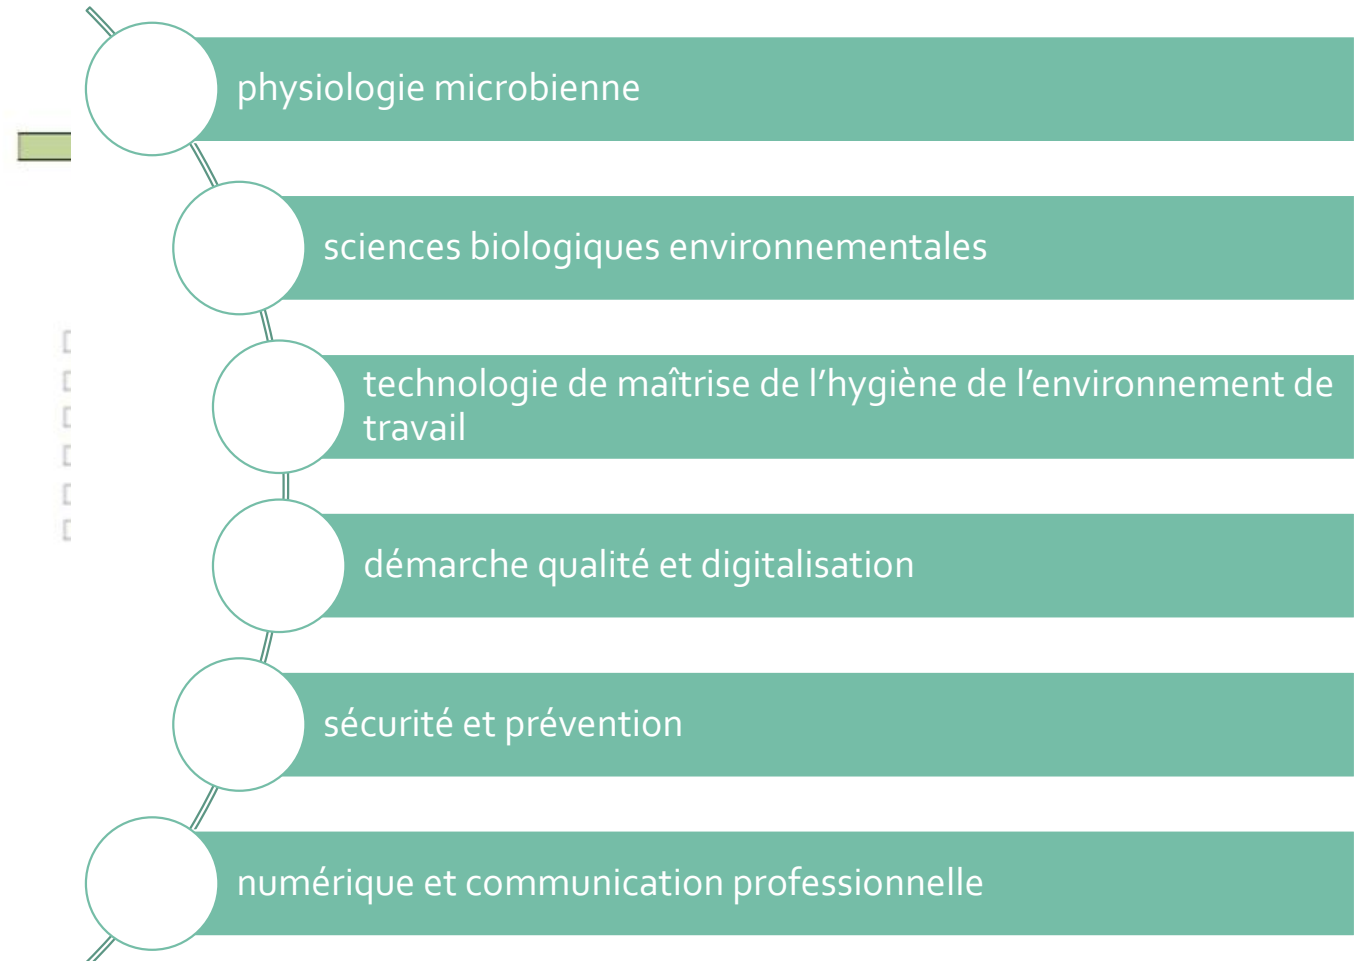 physiologie microbienne
sciences biologiques environnementales
technologie de maîtrise de l’hygiène de l’environnement de
travail
démarche qualité et digitalisation
sécurité et prévention
numérique et communication professionnelle